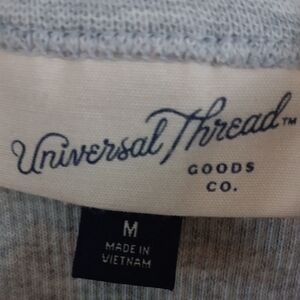 Universal Thread™
GOODS
CO.
M
MADE IN
VIETNAM